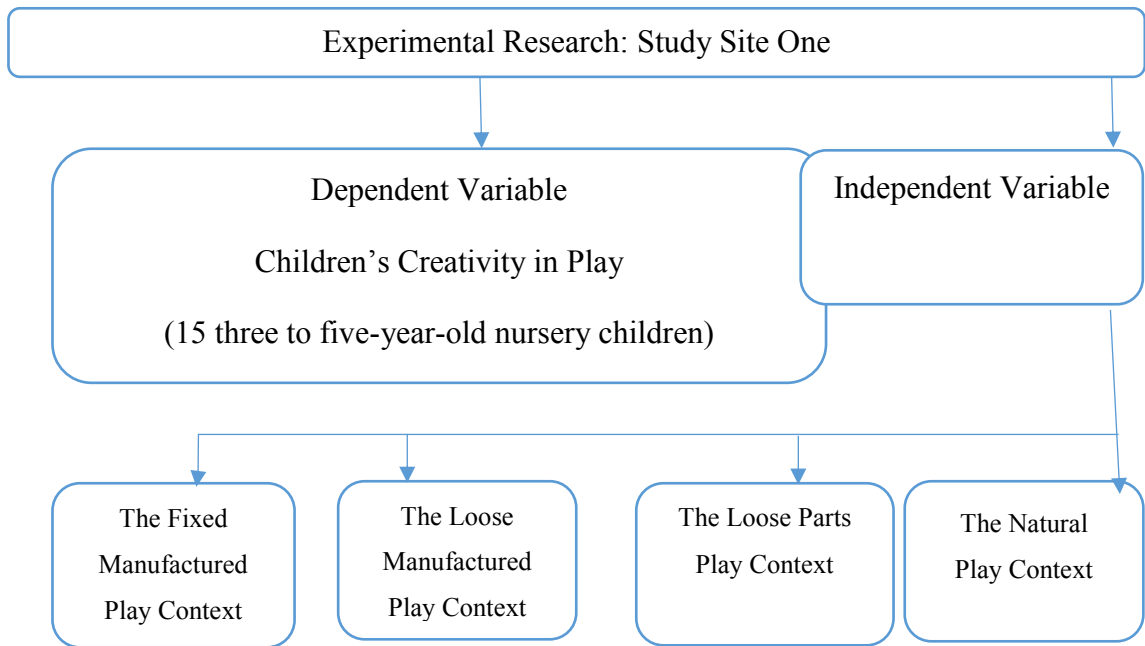 Experimental Research: Study Site One
Dependent Variable
Children’s Creativity in Play
(15 three to five-year-old nursery children)
Independent Variable
The Fixed
Manufactured
Play Context
The Loose
Manufactured
Play Context
The Loose Parts
Play Context
The Natural
Play Context